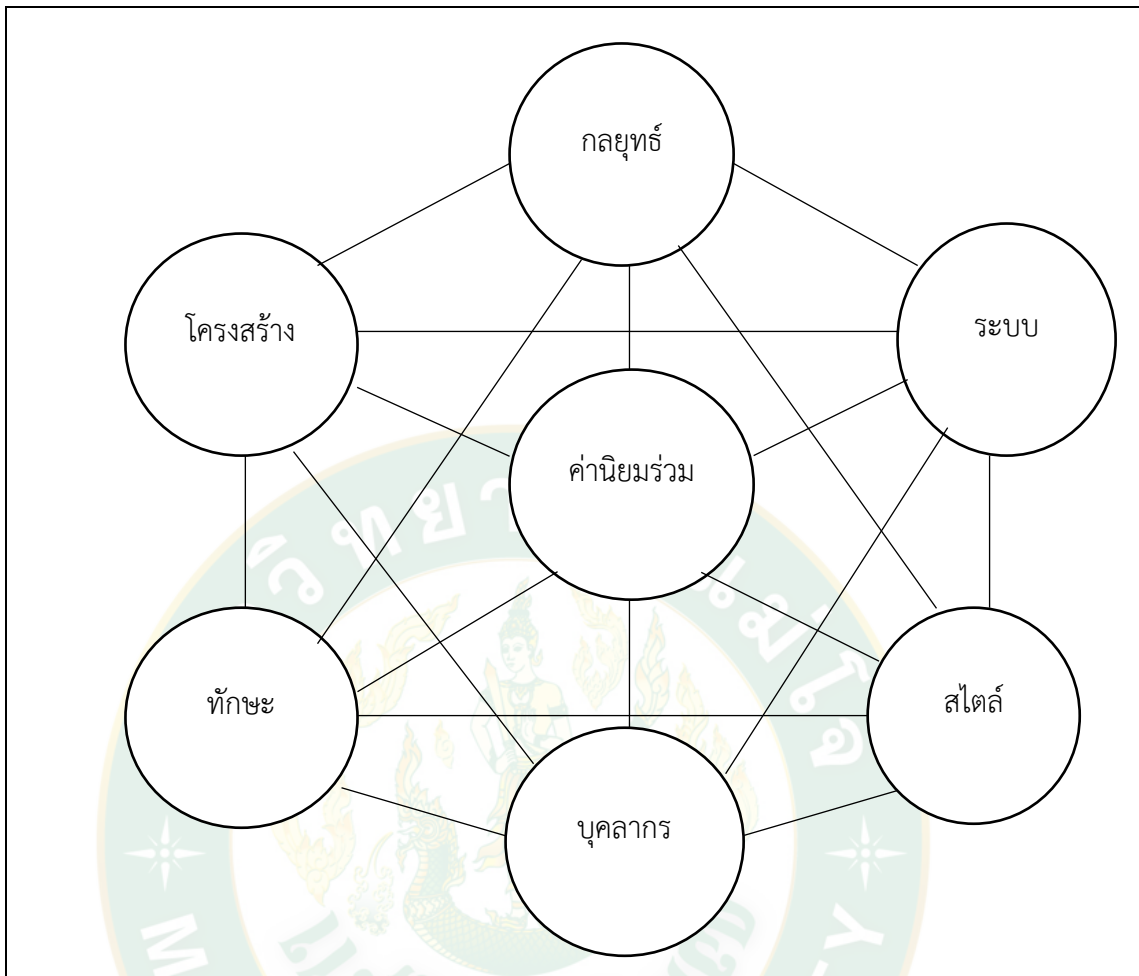 กลยุทธ์
โครงสร้าง
ระบบ
ค่านิยมร่วม
ทักษะ
สไตล์
บุคลากร